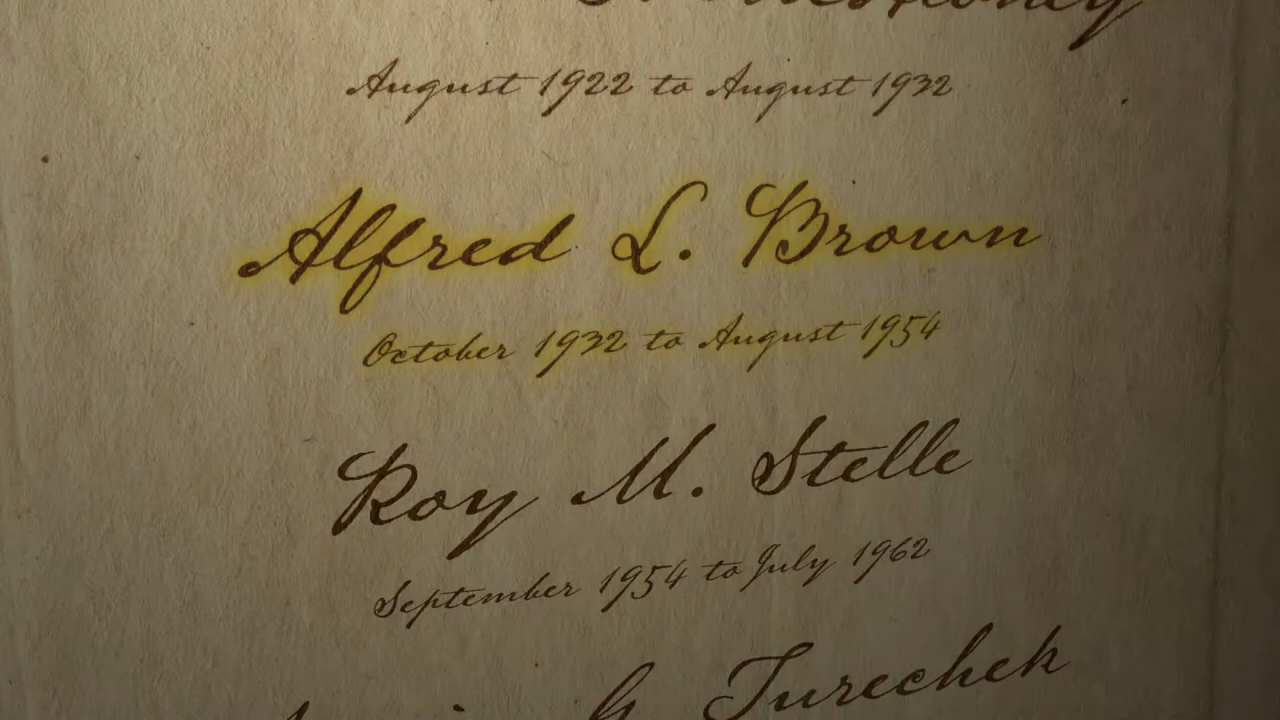 August 1922 to August 1932
Alfred L. Brown
October 1932 to August 1954
Roy M. Stelle
September 1954 to July 1962
G. Turechek